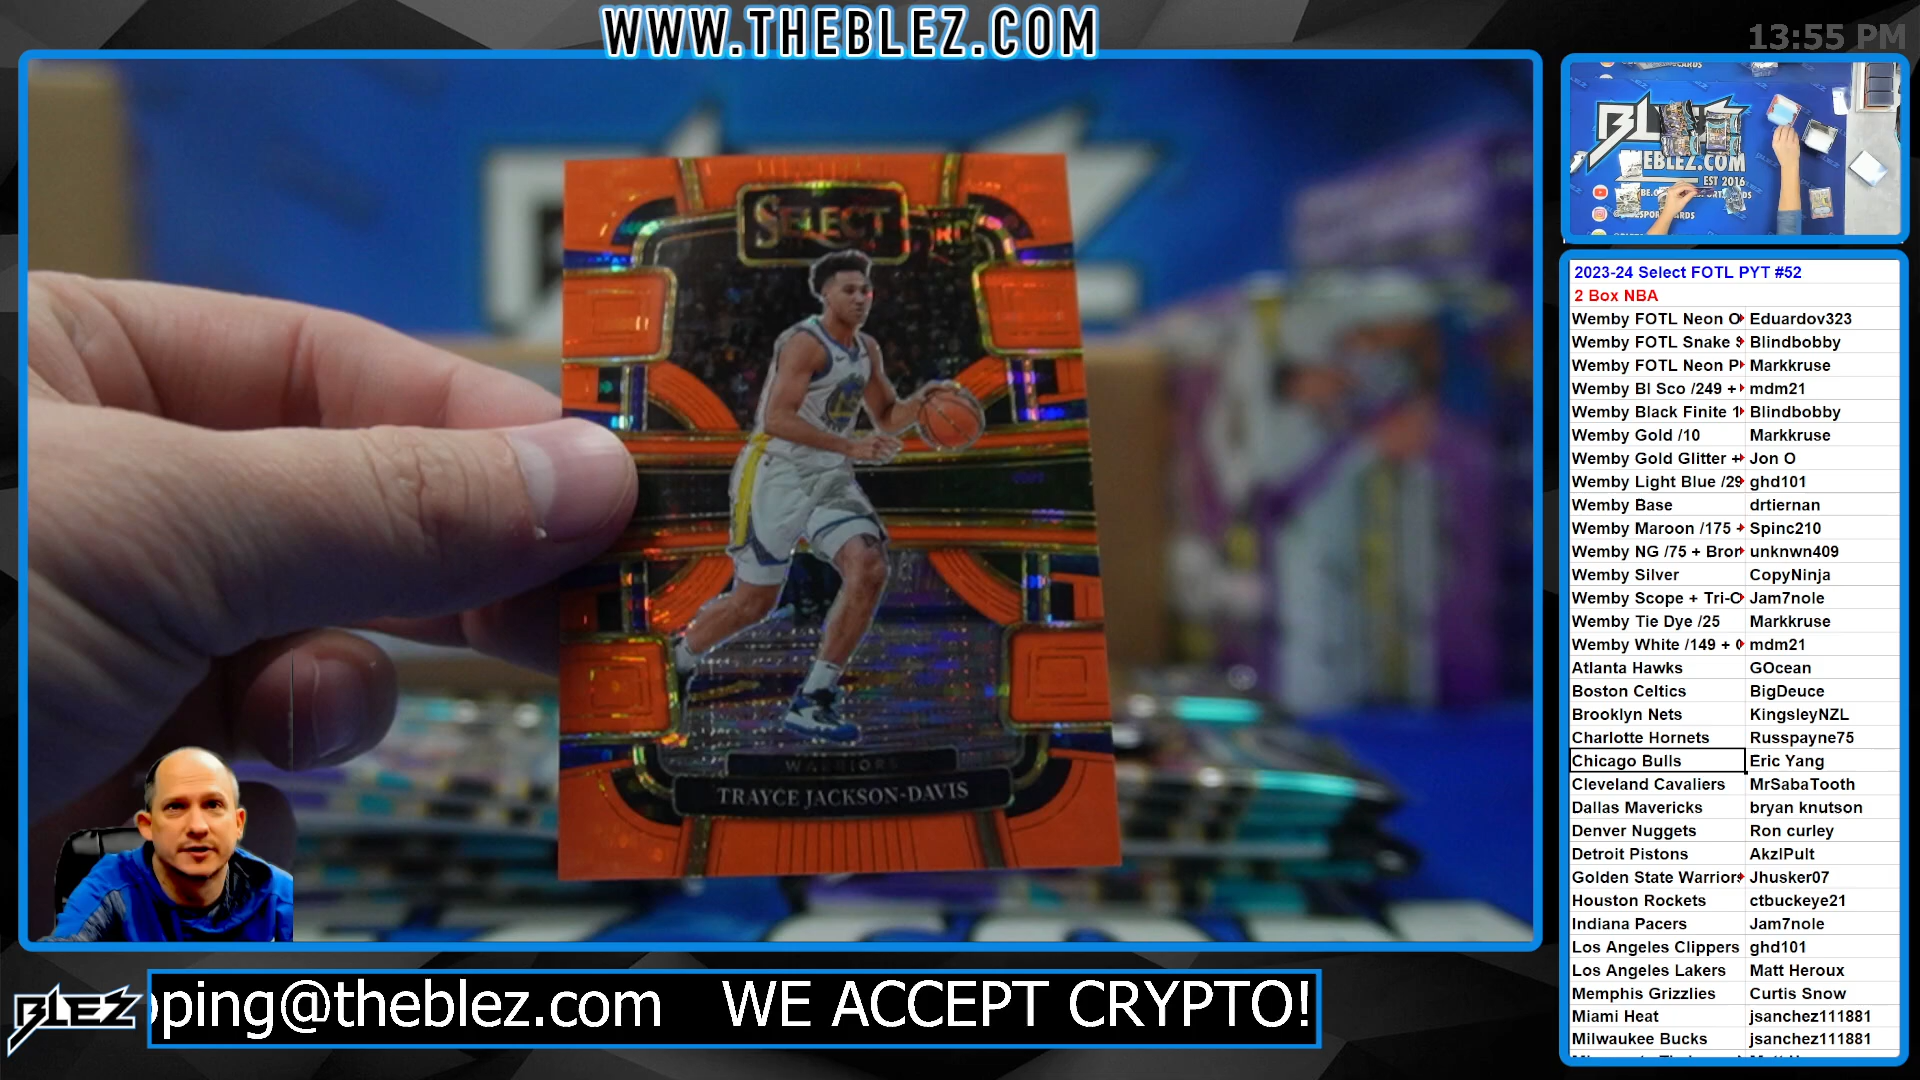 WWW.THEBLEZ.COM
13:55 PM
SELECT
RC
WARRIORS
TRAYCE JACKSON-DAVIS
BLEZ
THEBLEZ.COM
EST 2016
2023-24 Select FOTL PYT #52
2 Box NBA
Wemby FOTL Neon O Eduardov323
Wemby FOTL Snake S Blindbobby
Wemby FOTL Neon P Markkruse
Wemby Bl Sco /249 + mdm21
Wemby Black Finite 1 Blindbobby
Wemby Gold /10 Markkruse
Wemby Gold Glitter + Jon O
Wemby Light Blue /29 ghd101
Wemby Base drtiernan
Wemby Maroon /175 + Spinc210
Wemby NG /75 + Bron unknwn409
Wemby Silver CopyNinja
Wemby Scope + Tri-C Jam7nole
Wemby Tie Dye /25 Markkruse
Wemby White /149 + mdm21
Atlanta Hawks GOcean
Boston Celtics BigDeuce
Brooklyn Nets KingsleyNZL
Charlotte Hornets Russpayne75
Chicago Bulls Eric Yang
Cleveland Cavaliers MrSabaTooth
Dallas Mavericks bryan knutson
Denver Nuggets Ron curley
Detroit Pistons AkzlPult
Golden State Warriors Jhusker07
Houston Rockets ctbuckeye21
Indiana Pacers Jam7nole
Los Angeles Clippers ghd101
Los Angeles Lakers Matt Heroux
Memphis Grizzlies Curtis Snow
Miami Heat jsanchez111881
Milwaukee Bucks jsanchez111881
BLEZ
pping@theblez.com WE ACCEPT CRYPTO!